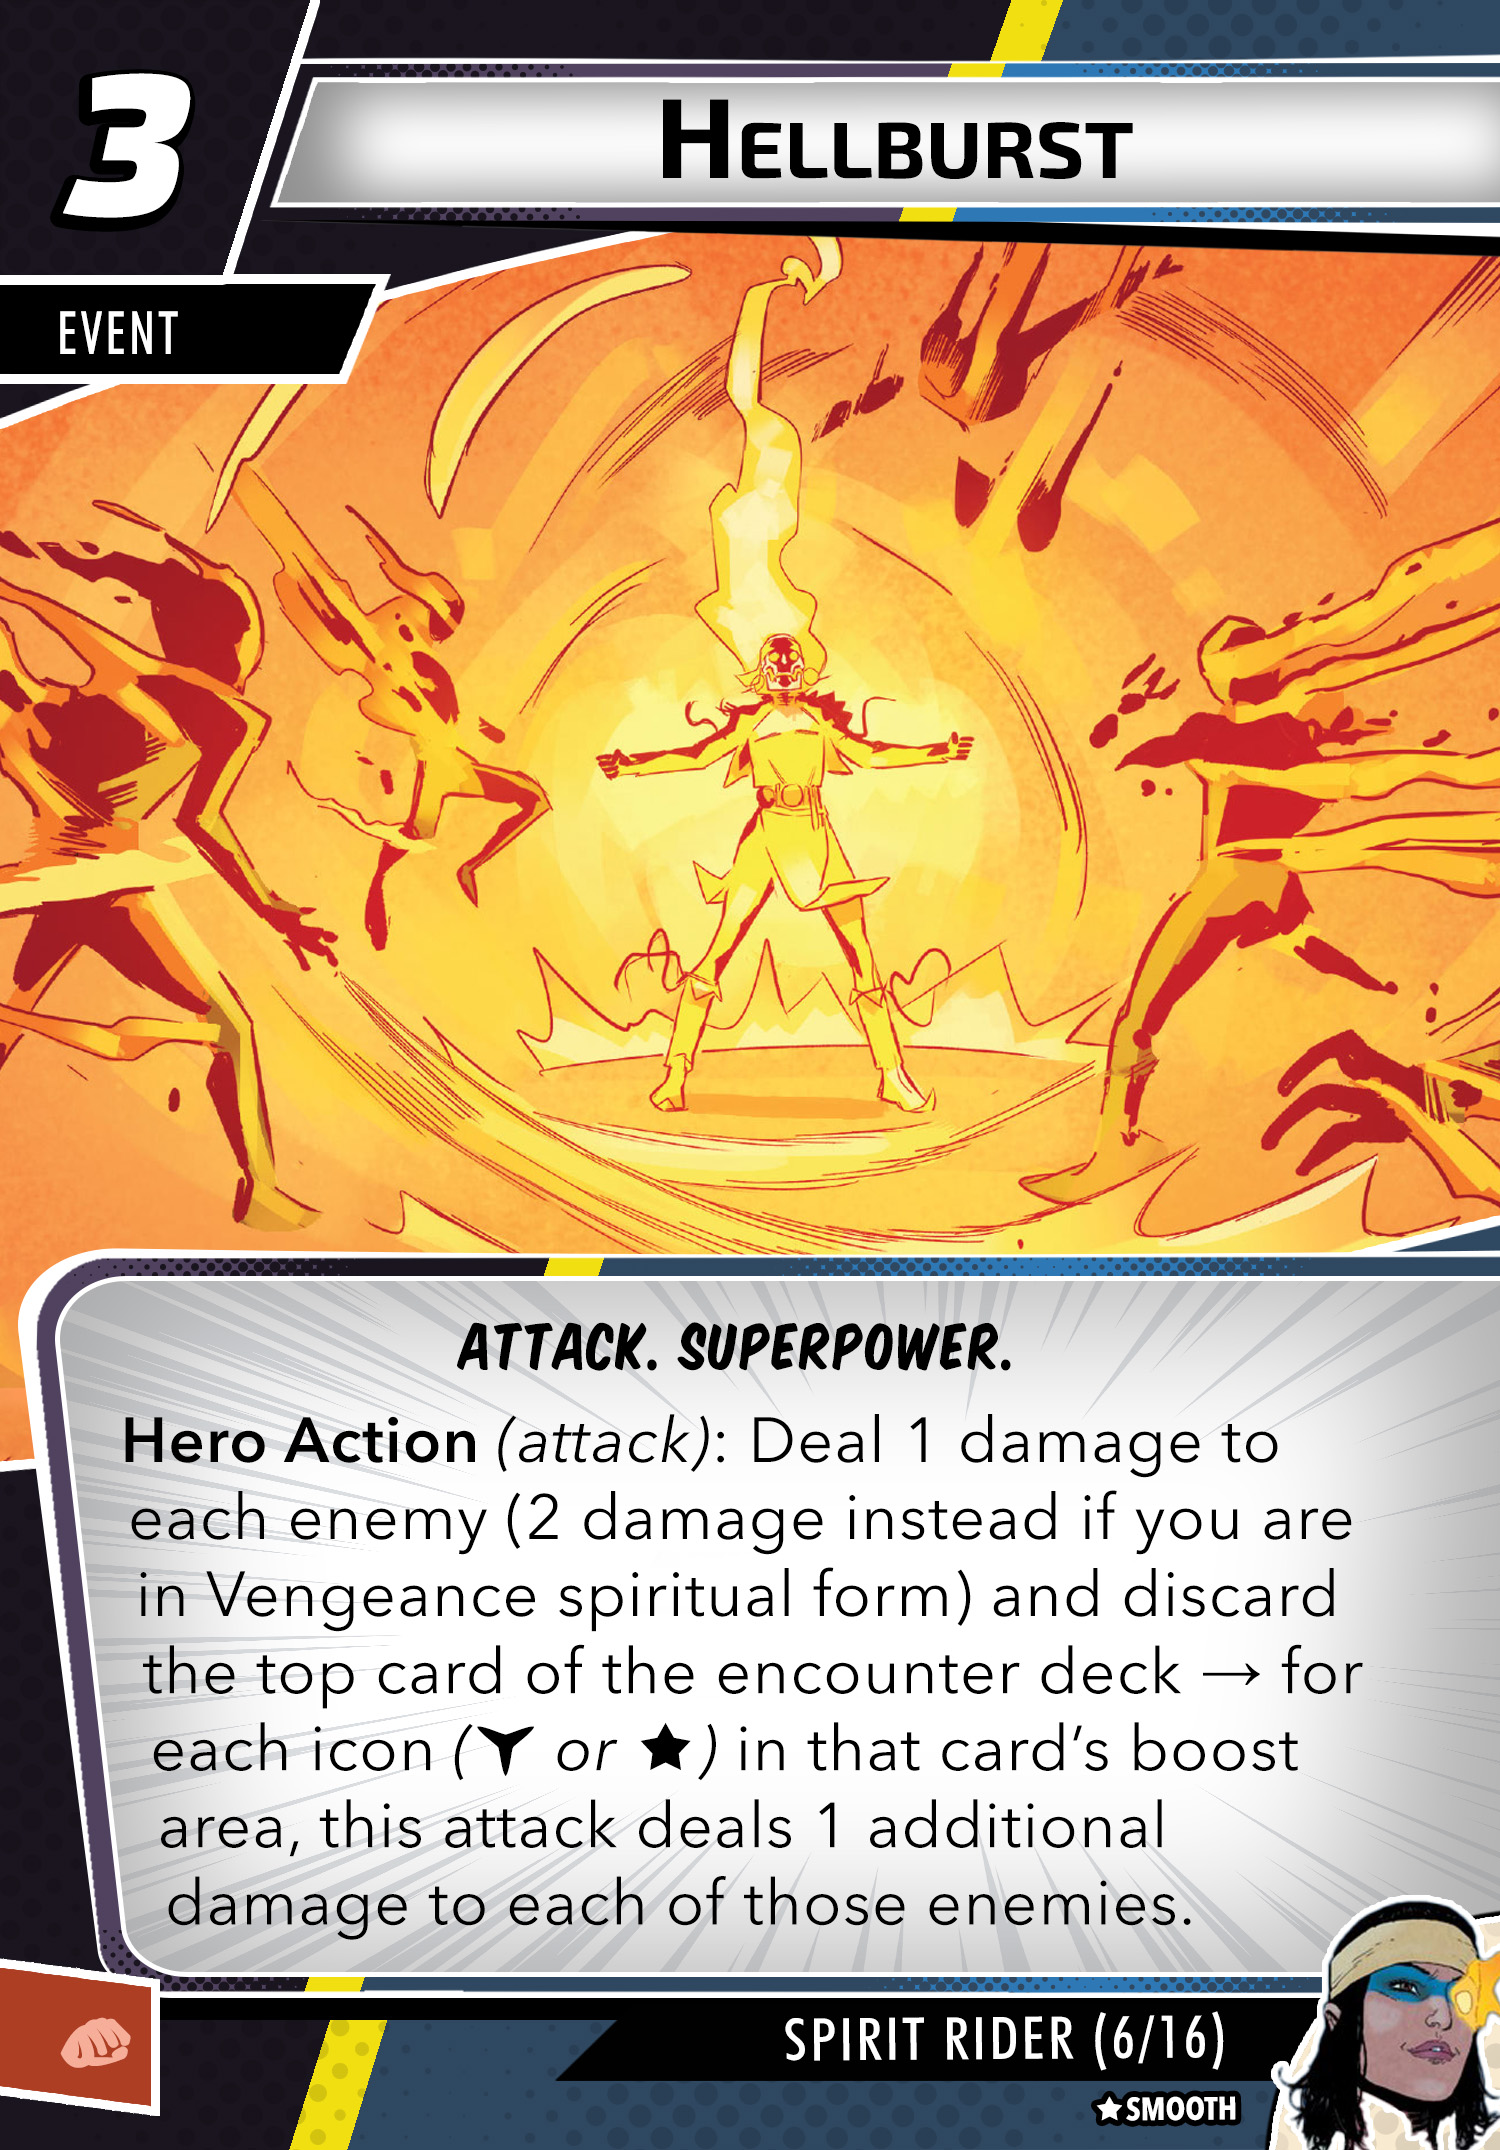 3
HELLBURST
EVENT
ATTACK. SUPERPOWER.
Hero Action (attack): Deal 1 damage to
each enemy (2 damage instead if you are
in Vengeance spiritual form) and discard
the top card of the encounter deck → for
each icon ( or ★) in that card’s boost
area, this attack deals 1 additional
damage to each of those enemies.
SPIRIT RIDER (6/16)
★SMOOTH